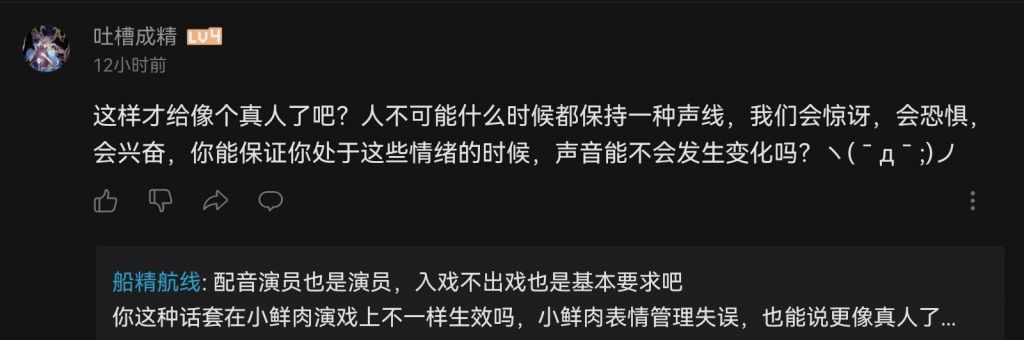 吐槽成精 LV4
12小时前
这样才给像个真人了吧？人不可能什么时候都保持一种声线，我们会惊讶，会恐惧，
会兴奋，你能保证你处于这些情绪的时候，声音能不会发生变化吗？ヽ(ˉдˉ;)ノ
船精航线: 配音演员也是演员，入戏不出戏也是基本要求吧
你这种话套在小鲜肉演戏上不一样生效吗，小鲜肉表情管理失误，也能说更像真人了...